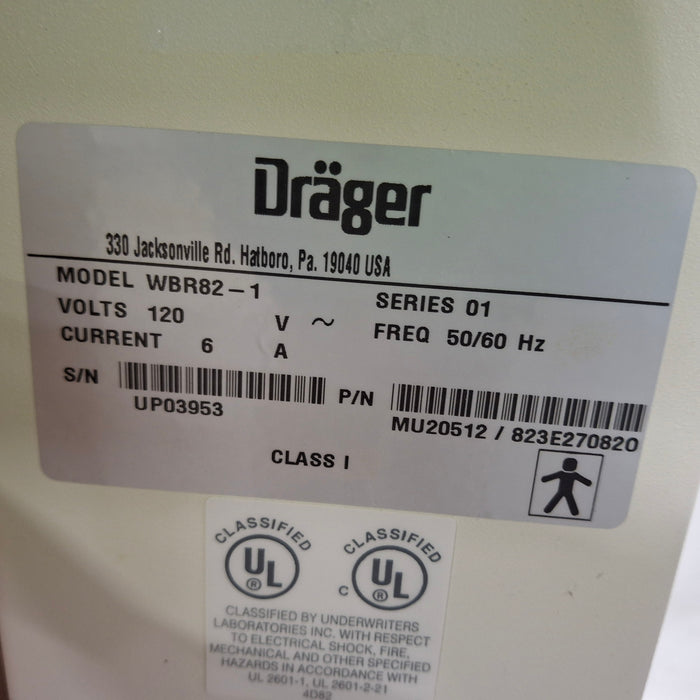 Dräger
330 Jacksonville Rd. Hatboro, Pa. 19040 USA
MODEL WBR82-1 SERIES 01
VOLTS 120 V ~ FREQ 50/60 Hz
CURRENT 6 A
S/N UP03953 P/N MU20512 / 823E270820
CLASS I
CLASSIFIED UL ® CLASSIFIED C UL ®
CLASSIFIED BY UNDERWRITERS
LABORATORIES INC. WITH RESPECT
TO ELECTRICAL SHOCK, FIRE,
MECHANICAL AND OTHER SPECIFIED
HAZARDS IN ACCORDANCE WITH
UL 2601-1, UL 2601-2-21
4D82